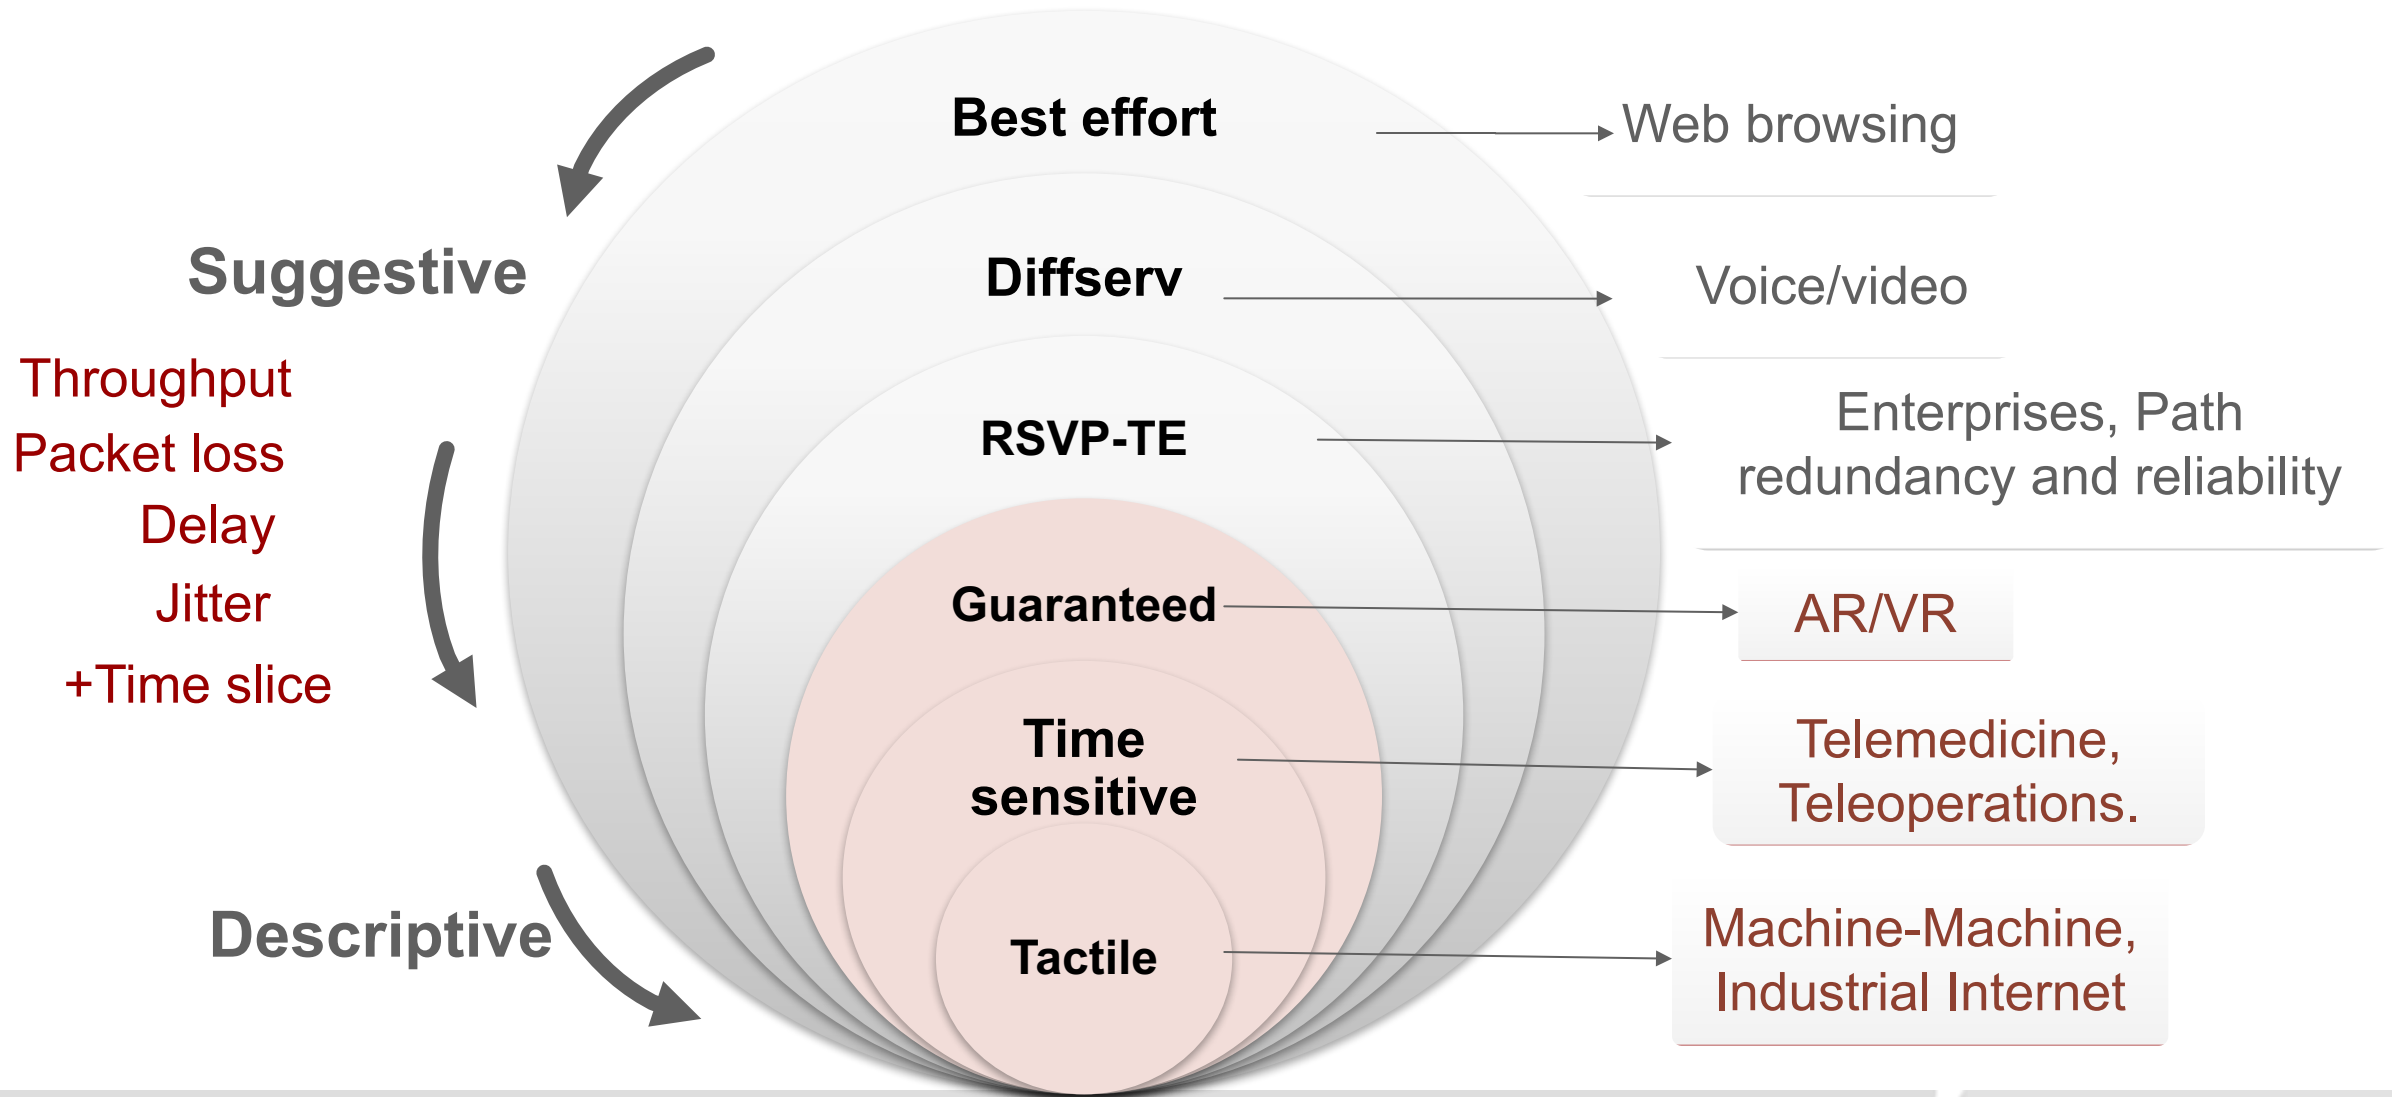 Best effort
Web browsing
Suggestive
Diffserv
Voice/video
Throughput
Packet loss
Delay
Jitter
+Time slice
RSVP-TE
Enterprises, Path
redundancy and reliability
Guaranteed
AR/VR
Time
sensitive
Telemedicine,
Teleoperations.
Descriptive
Tactile
Machine-Machine,
Industrial Internet